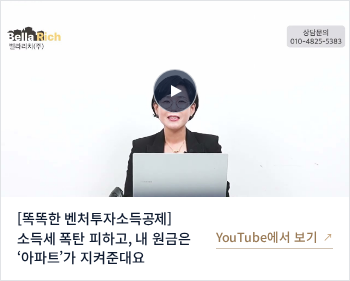 Bella Rich
벨라리치(주)
상담문의
010-4825-5383
[똑똑한 벤처투자소득공제]
소득세 폭탄 피하고, 내 원금은
‘아파트’가 지켜준대요
YouTube에서 보기 ↗